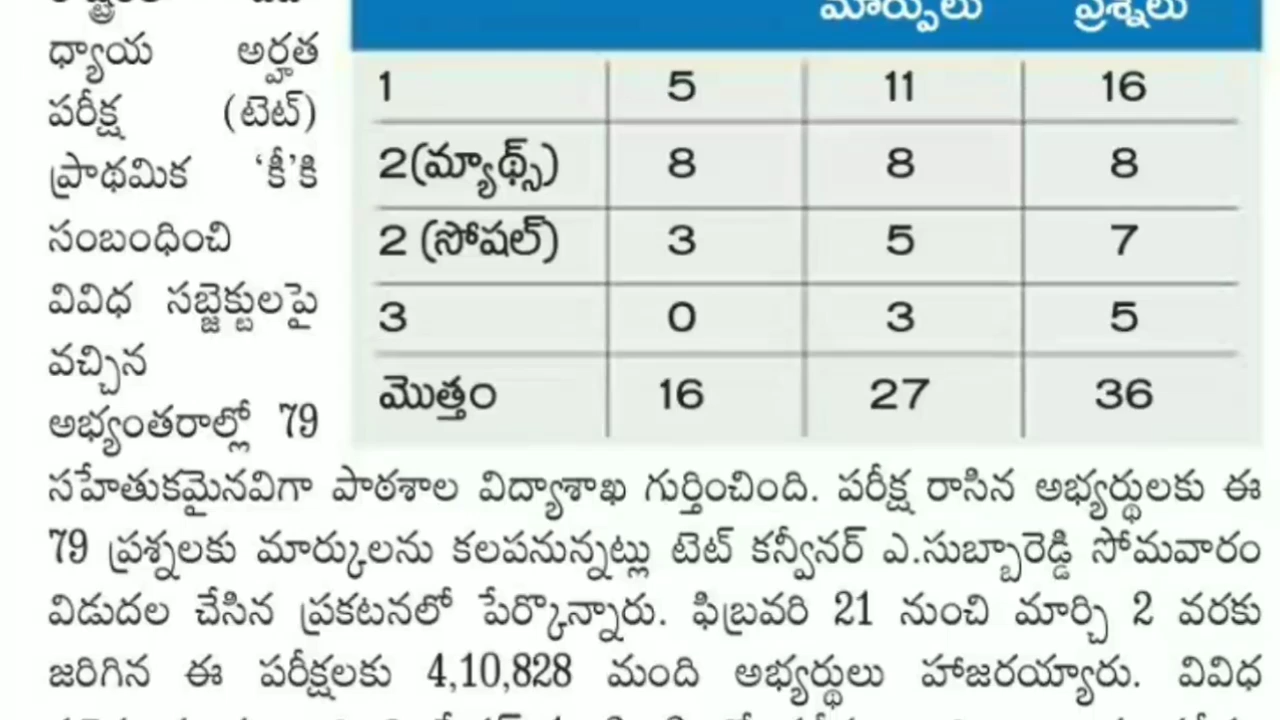 మార్పులు ప్రశ్నలు
ధ్యాయ అర్హత
పరీక్ష (టెట్)
ప్రాథమిక ‘కీ’కి
సంబంధించి
వివిధ సబ్జెక్టులపై
వచ్చిన
అభ్యంతరాల్లో 79
1 5 11 16
2(మ్యాథ్స్) 8 8 8
2 (సోషల్) 3 5 7
3 0 3 5
మొత్తం 16 27 36
సహేతుకమైనవిగా పాఠశాల విద్యాశాఖ గుర్తించింది. పరీక్ష రాసిన అభ్యర్థులకు ఈ
79 ప్రశ్నలకు మార్కులను కలపనున్నట్లు టెట్ కన్వీనర్ ఎ.సుబ్బారెడ్డి సోమవారం
విడుదల చేసిన ప్రకటనలో పేర్కొన్నారు. ఫిబ్రవరి 21 నుంచి మార్చి 2 వరకు
జరిగిన ఈ పరీక్షలకు 4,10,828 మంది అభ్యర్థులు హాజరయ్యారు. వివిధ